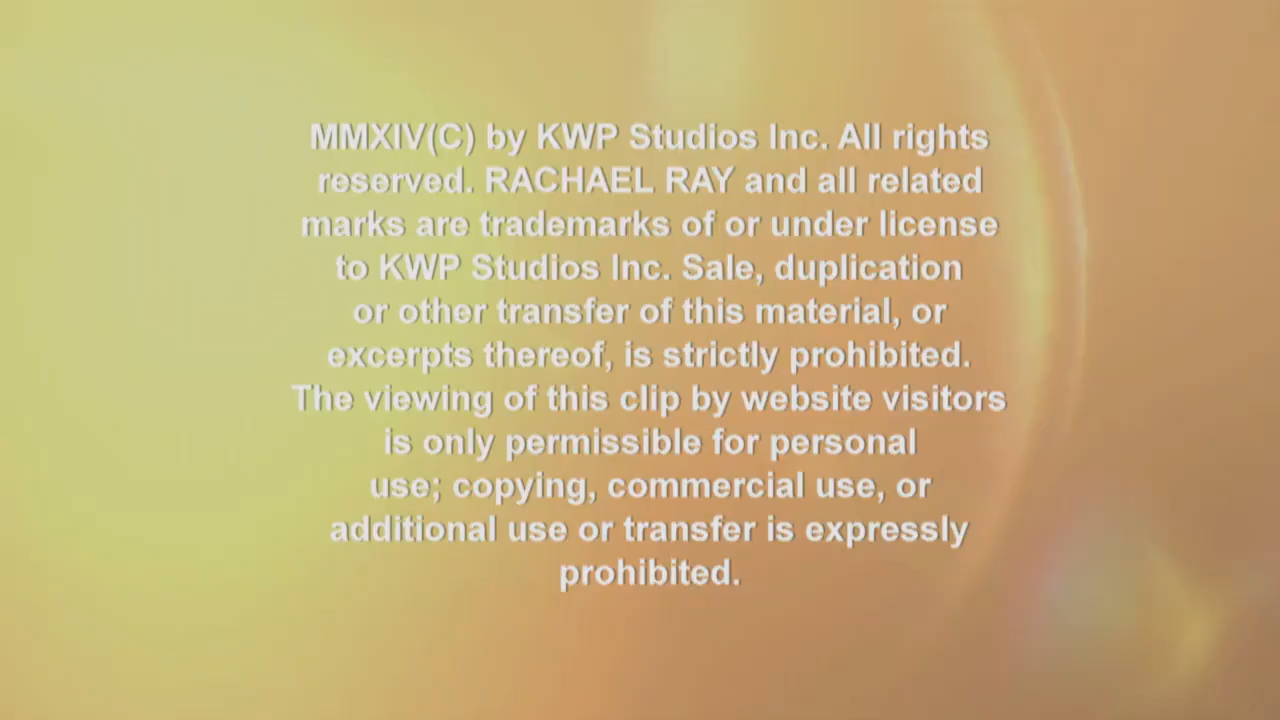 MMXIV(C) by KWP Studios Inc. All rights
reserved. RACHAEL RAY and all related
marks are trademarks of or under license
to KWP Studios Inc. Sale, duplication
or other transfer of this material, or
excerpts thereof, is strictly prohibited.
The viewing of this clip by website visitors
is only permissible for personal
use; copying, commercial use, or
additional use or transfer is expressly
prohibited.